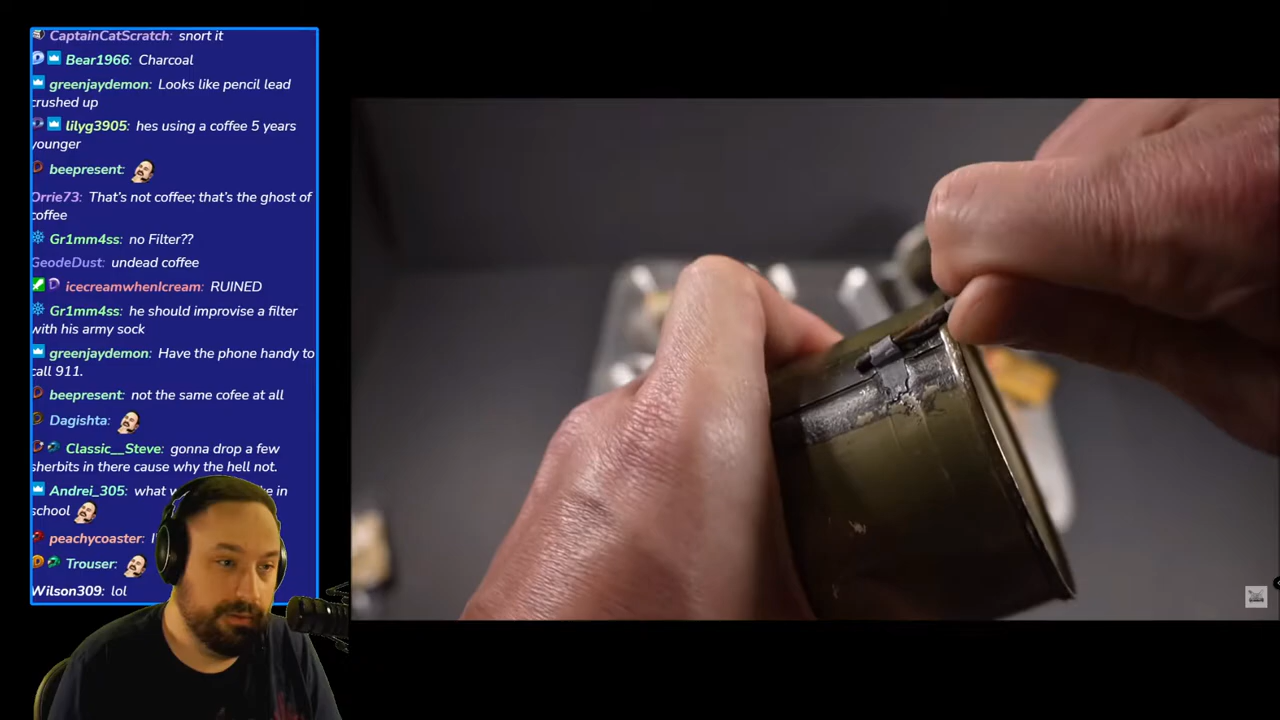 CaptainCatScratch: snort it
Bear1966: Charcoal
greenjaydemon: Looks like pencil lead
crushed up
lilyg3905: hes using a coffee 5 years
younger
beepresent:
Orrie73: That's not coffee; that's the ghost of
coffee
Gr1mm4ss: no Filter??
GeodeDust: undead coffee
icecreamwhenIcream: RUINED
Gr1mm4ss: he should improvise a filter
with his army sock
greenjaydemon: Have the phone handy to
call 911.
beepresent: not the same cofee at all
Dagishta:
Classic__Steve: gonna drop a few
sherbits in there cause why the hell not.
Andrei_305: what in
school
peachycoaster:
Trouser:
Wilson309: lol